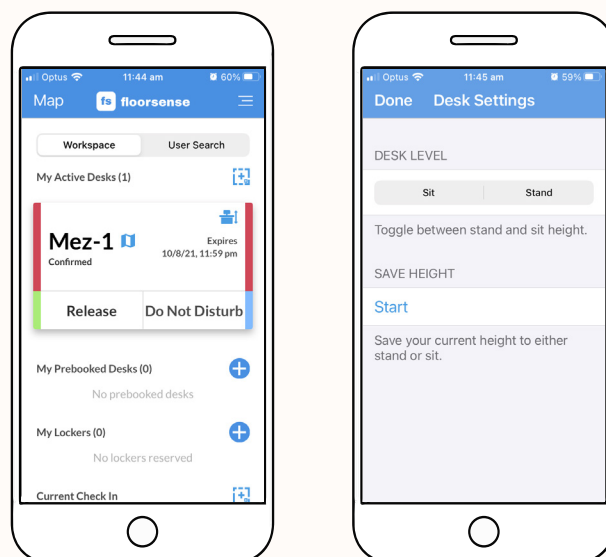 Optus 11:44 am 60%
Map fs floorsense
Workspace User Search
My Active Desks (1)
Mez-1
Confirmed
Expires
10/8/21, 11:59 pm
Release Do Not Disturb
My Prebooked Desks (0)
No prebooked desks
My Lockers (0)
No lockers reserved
Current Check In
Optus 11:45 am 59%
Done Desk Settings
DESK LEVEL
Sit Stand
Toggle between stand and sit height.
SAVE HEIGHT
Start
Save your current height to either
stand or sit.